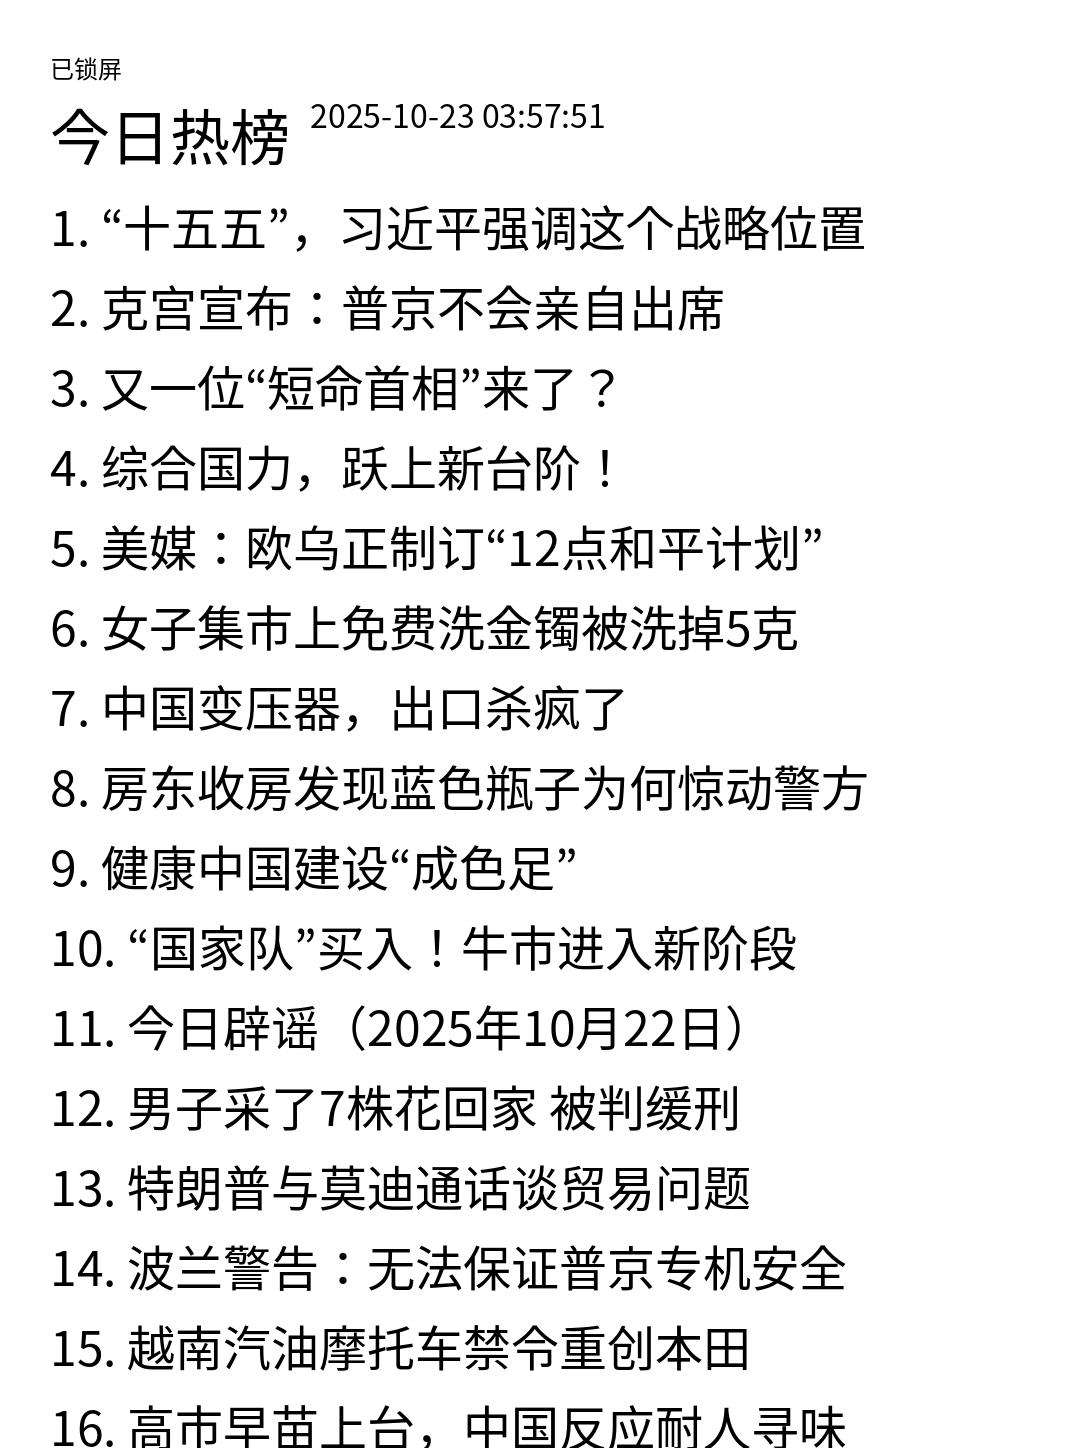 已锁屏
今日热榜 2025-10-23 03:57:51
1. “十五五”，习近平强调这个战略位置
2. 克宫宣布：普京不会亲自出席
3. 又一位“短命首相”来了？
4. 综合国力，跃上新台阶！
5. 美媒：欧乌正制订“12点和平计划”
6. 女子集市上免费洗金镯被洗掉5克
7. 中国变压器，出口杀疯了
8. 房东收房发现蓝色瓶子为何惊动警方
9. 健康中国建设“成色足”
10. “国家队”买入！牛市进入新阶段
11. 今日辟谣（2025年10月22日）
12. 男子采了7株花回家 被判缓刑
13. 特朗普与莫迪通话谈贸易问题
14. 波兰警告：无法保证普京专机安全
15. 越南汽油摩托车禁令重创本田
16. 高市早苗上台，中国反应耐人寻味